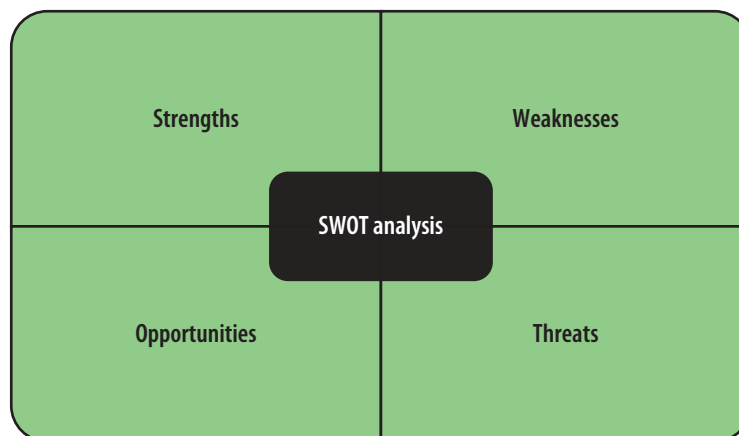 Strengths
Weaknesses
SWOT analysis
Opportunities
Threats